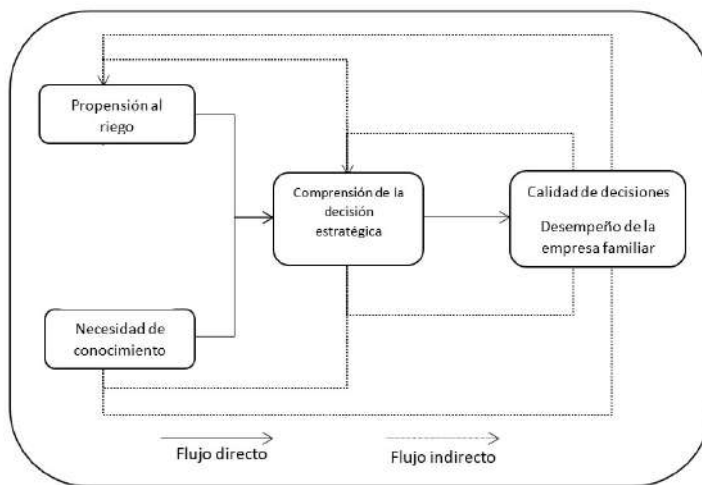 Propensión al
riego
Comprensión de la
decisión
estratégica
Calidad de decisiones
Desempeño de la
empresa familiar
Necesidad de
conocimiento
Flujo directo
Flujo indirecto